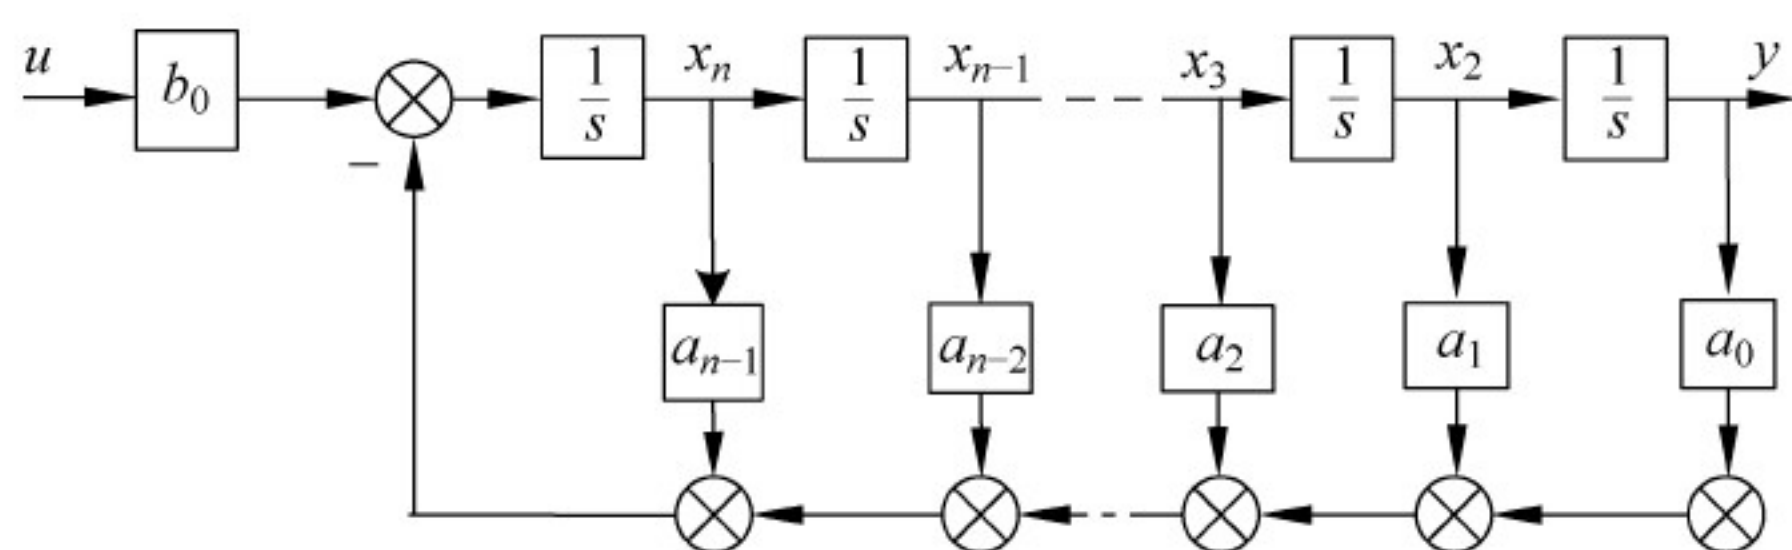 u b₀ 1/s xₙ 1/s xₙ₋₁ x₃ 1/s x₂ 1/s y
−
aₙ₋₁ aₙ₋₂ a₂ a₁ a₀